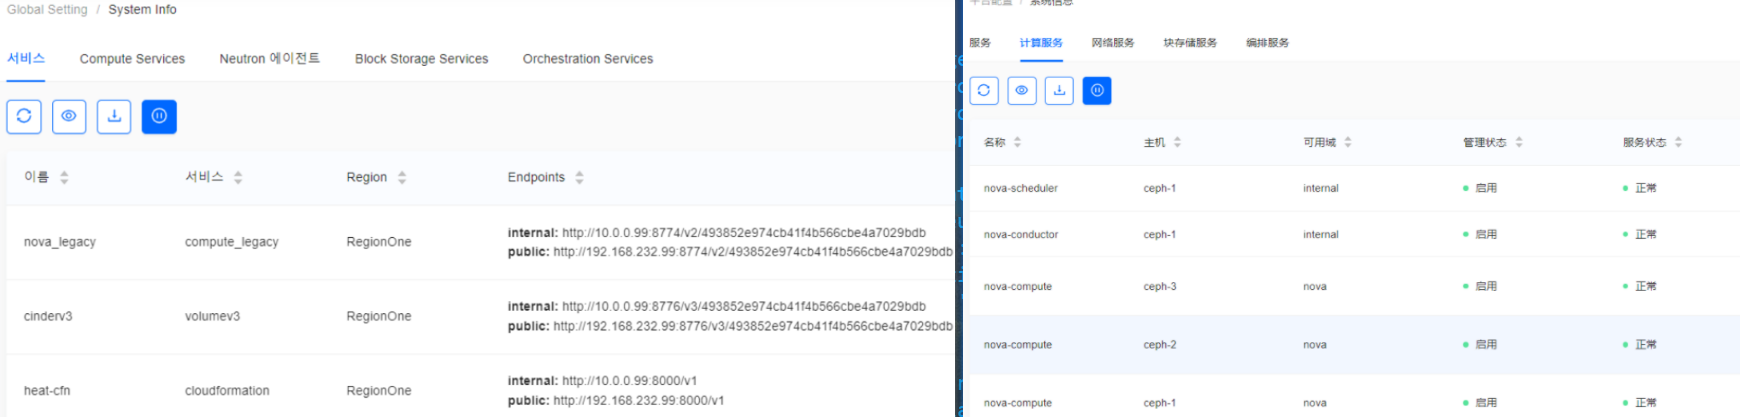 Global Setting / System Info
서비스 Compute Services Neutron 에이전트 Block Storage Services Orchestration Services
이름 서비스 Region Endpoints
nova_legacy compute_legacy RegionOne internal: http://10.0.0.99:8774/v2/493852e974cb41f4b566cbe4a7029bdb
public: http://192.168.232.99:8774/v2/493852e974cb41f4b566cbe4a7029bdb
cinderv3 volumev3 RegionOne internal: http://10.0.0.99:8776/v3/493852e974cb41f4b566cbe4a7029bdb
public: http://192.168.232.99:8776/v3/493852e974cb41f4b566cbe4a7029bdb
heat-cfn cloudformation RegionOne internal: http://10.0.0.99:8000/v1
public: http://192.168.232.99:8000/v1
平台配置 / 系统信息
服务 计算服务 网络服务 块存储服务 编排服务
名称 主机 可用域 管理状态 服务状态
nova-scheduler ceph-1 internal 启用 正常
nova-conductor ceph-1 internal 启用 正常
nova-compute ceph-3 nova 启用 正常
nova-compute ceph-2 nova 启用 正常
nova-compute ceph-1 nova 启用 正常